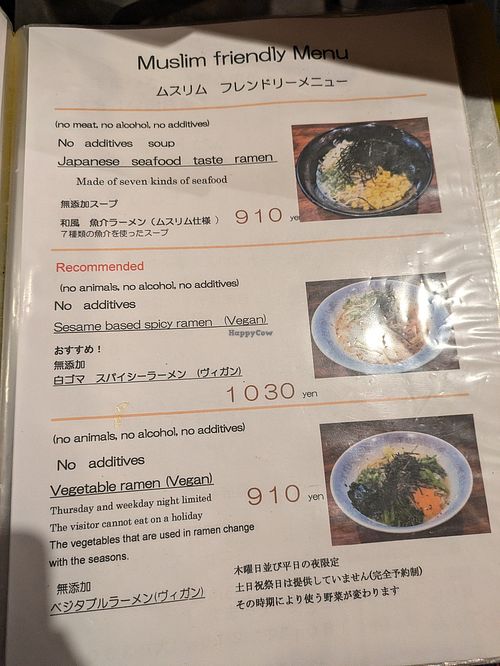 Muslim friendly Menu
ムスリム フレンドリーメニュー
(no meat, no alcohol, no additives)
No additives soup
Japanese seafood taste ramen
Made of seven kinds of seafood
無添加スープ
和風 魚介ラーメン(ムスリム仕様 ) 910 yen
7種類の魚介を使ったスープ
Recommended
(no animals, no alcohol, no additives)
No additives
Sesame based spicy ramen (Vegan)
HappyCow
おすすめ!
無添加
白ゴマ スパイシーラーメン (ヴィガン)
1030 yen
(no animals, no alcohol, no additives)
No additives
Vegetable ramen (Vegan)
910 yen
Thursday and weekday night limited
The visitor cannot eat on a holiday
The vegetables that are used in ramen change
with the seasons.
無添加
ベジタブルラーメン(ヴィガン)
木曜日並び平日の夜限定
土日祝祭日は提供していません(完全予約制)
その時期により使う野菜が変わります